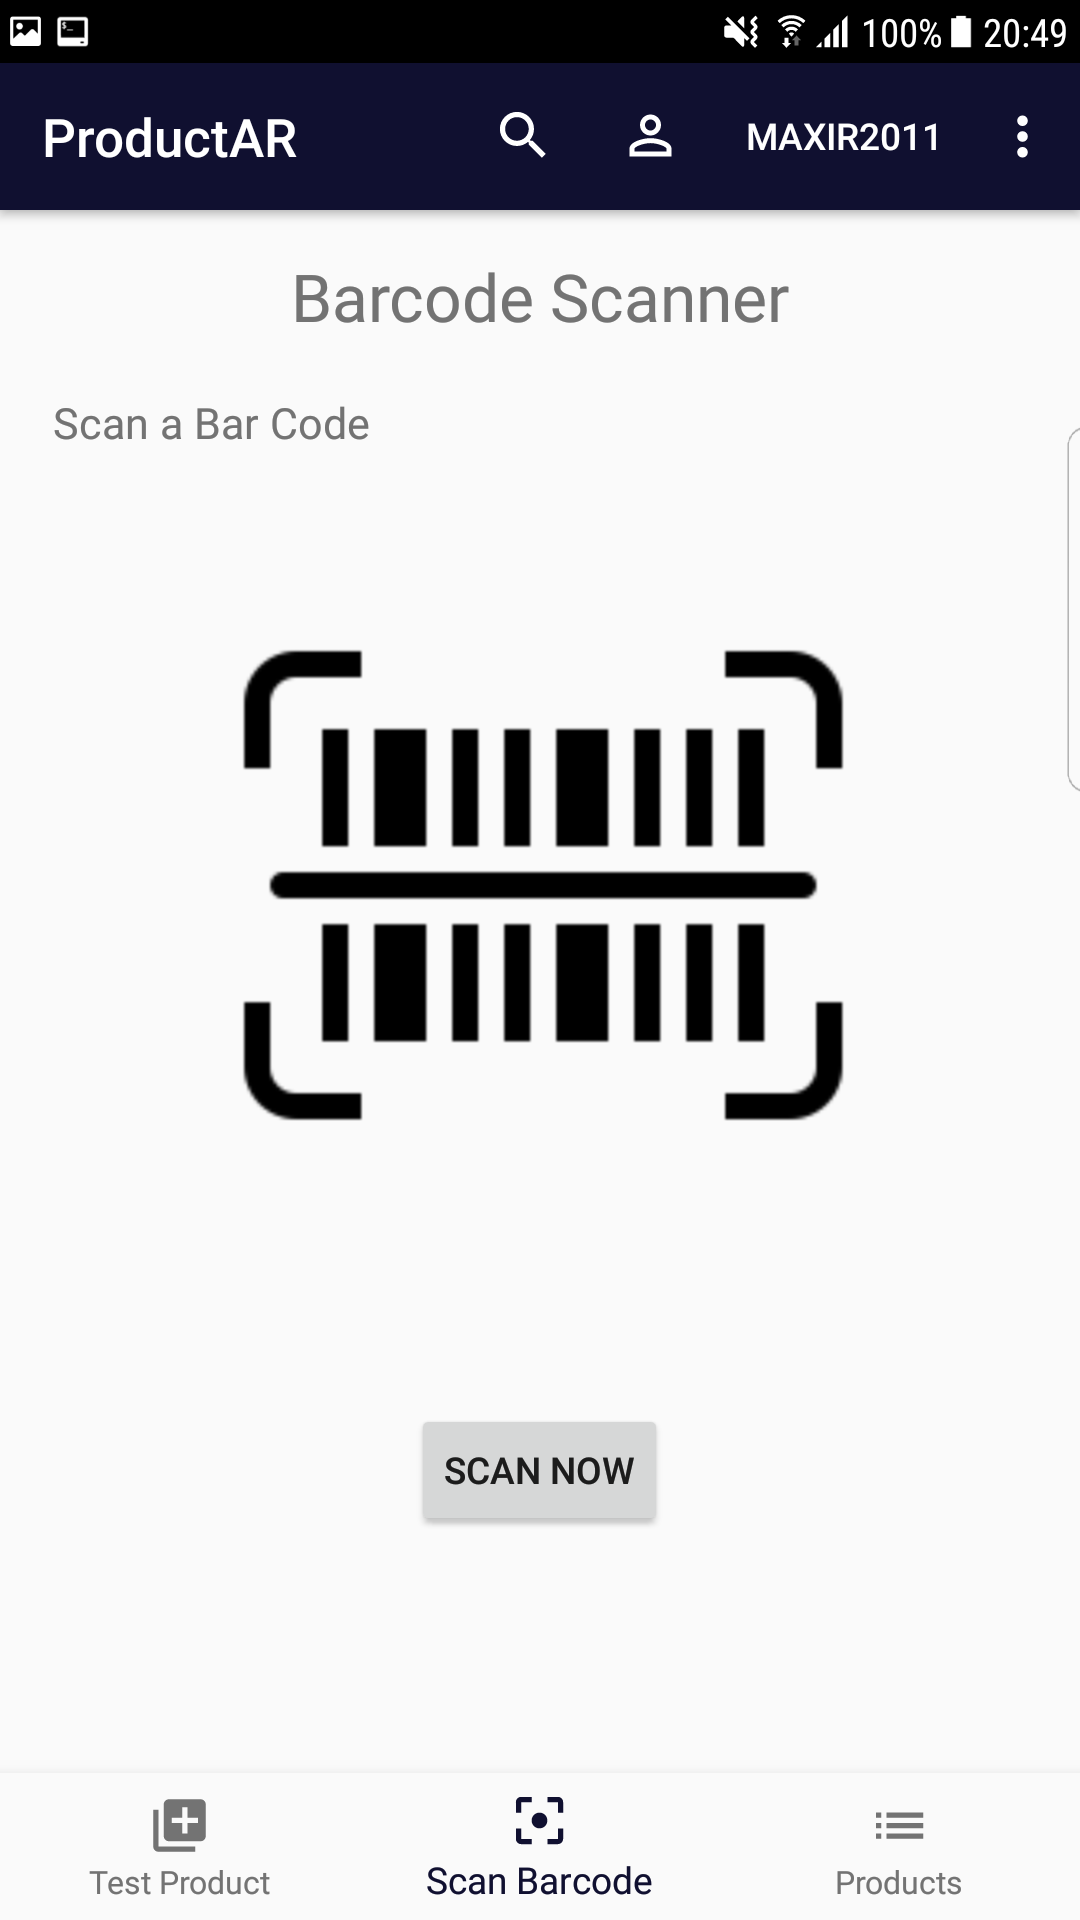 100% 20:49
ProductAR MAXIR2011
Barcode Scanner
Scan a Bar Code
SCAN NOW
Test Product Scan Barcode Products